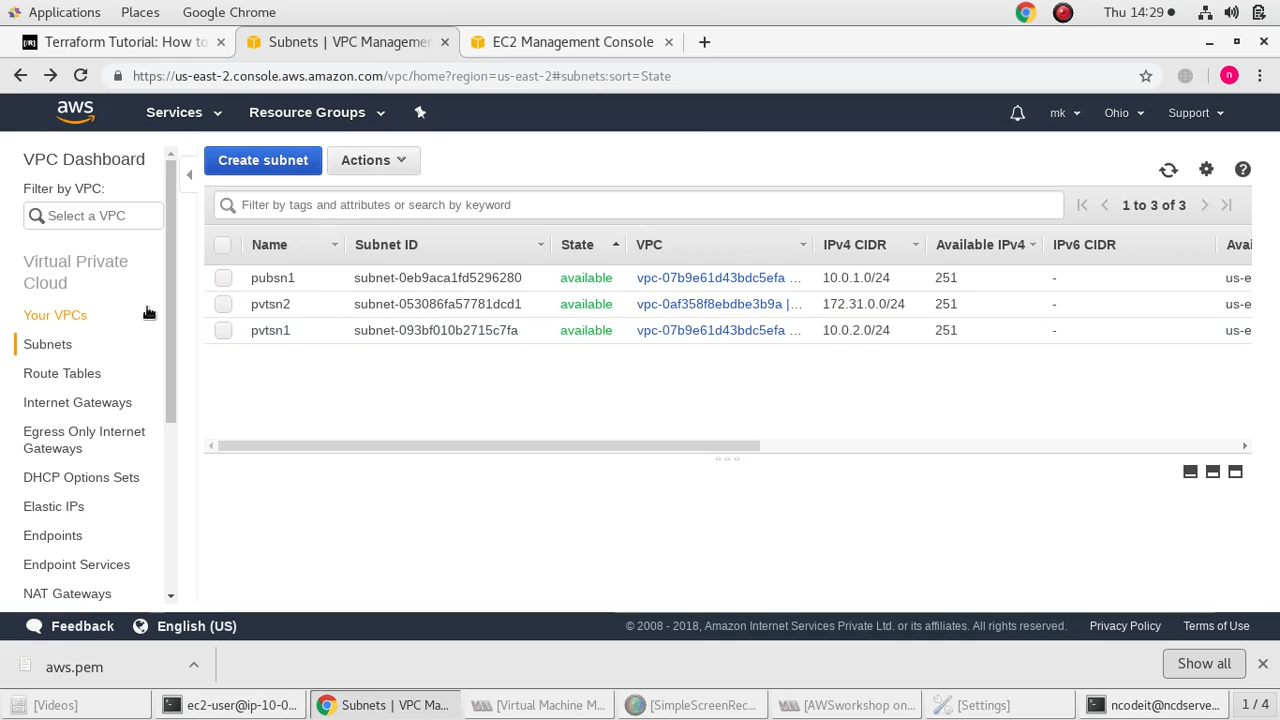 Applications Places Google Chrome Thu 14:29
Terraform Tutorial: How to Subnets | VPC Managemen EC2 Management Console
https://us-east-2.console.aws.amazon.com/vpc/home?region=us-east-2#subnets:sort=State n
aws Services Resource Groups mk Ohio Support
VPC Dashboard
Filter by VPC:
Select a VPC
Virtual Private
Cloud
Your VPCs
Subnets
Route Tables
Internet Gateways
Egress Only Internet
Gateways
DHCP Options Sets
Elastic IPs
Endpoints
Endpoint Services
NAT Gateways
Create subnet Actions
Filter by tags and attributes or search by keyword 1 to 3 of 3
Name Subnet ID State VPC IPv4 CIDR Available IPv4 IPv6 CIDR Avai
pubsn1 subnet-0eb9aca1fd5296280 available vpc-07b9e61d43bdc5efa ... 10.0.1.0/24 251 - us-e
pvtsn2 subnet-053086fa57781dcd1 available vpc-0af358f8ebdbe3b9a |... 172.31.0.0/24 251 - us-e
pvtsn1 subnet-093bf010b2715c7fa available vpc-07b9e61d43bdc5efa ... 10.0.2.0/24 251 - us-e
Feedback English (US) © 2008 - 2018, Amazon Internet Services Private Ltd. or its affiliates. All rights reserved. Privacy Policy Terms of Use
aws.pem Show all
[Videos] ec2-user@ip-10-0... Subnets | VPC Ma... [Virtual Machine M... [SimpleScreenRec... [AWSworkshop on... [Settings] ncodeit@ncdserve... 1 / 4